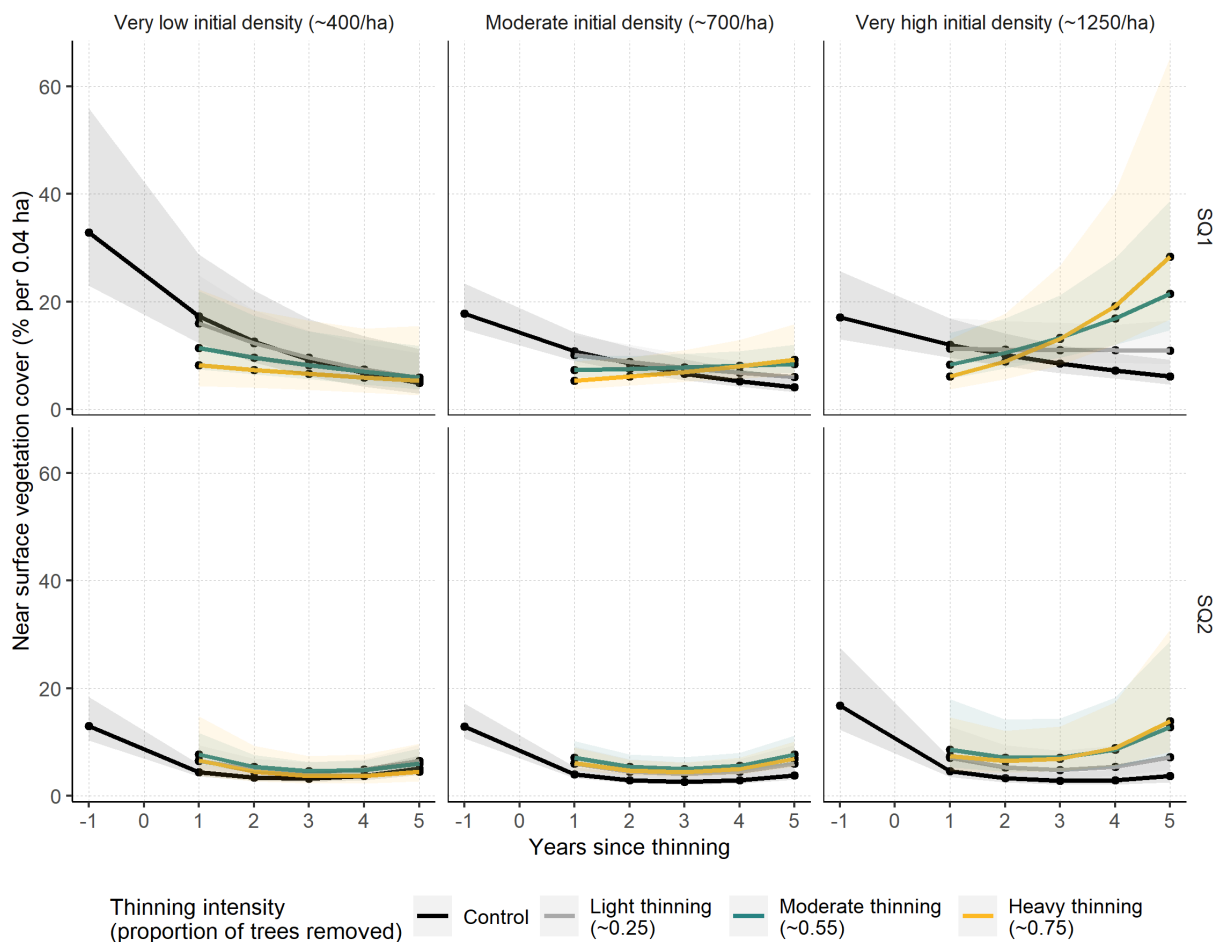 Very low initial density (~400/ha)
Moderate initial density (~700/ha)
Very high initial density (~1250/ha)
Near surface vegetation cover (% per 0.04 ha)
60
40
20
0
SQ1
60
40
20
0
SQ2
-1 0 1 2 3 4 5
-1 0 1 2 3 4 5
-1 0 1 2 3 4 5
Years since thinning
Thinning intensity
(proportion of trees removed)
Control
Light thinning
(~0.25)
Moderate thinning
(~0.55)
Heavy thinning
(~0.75)